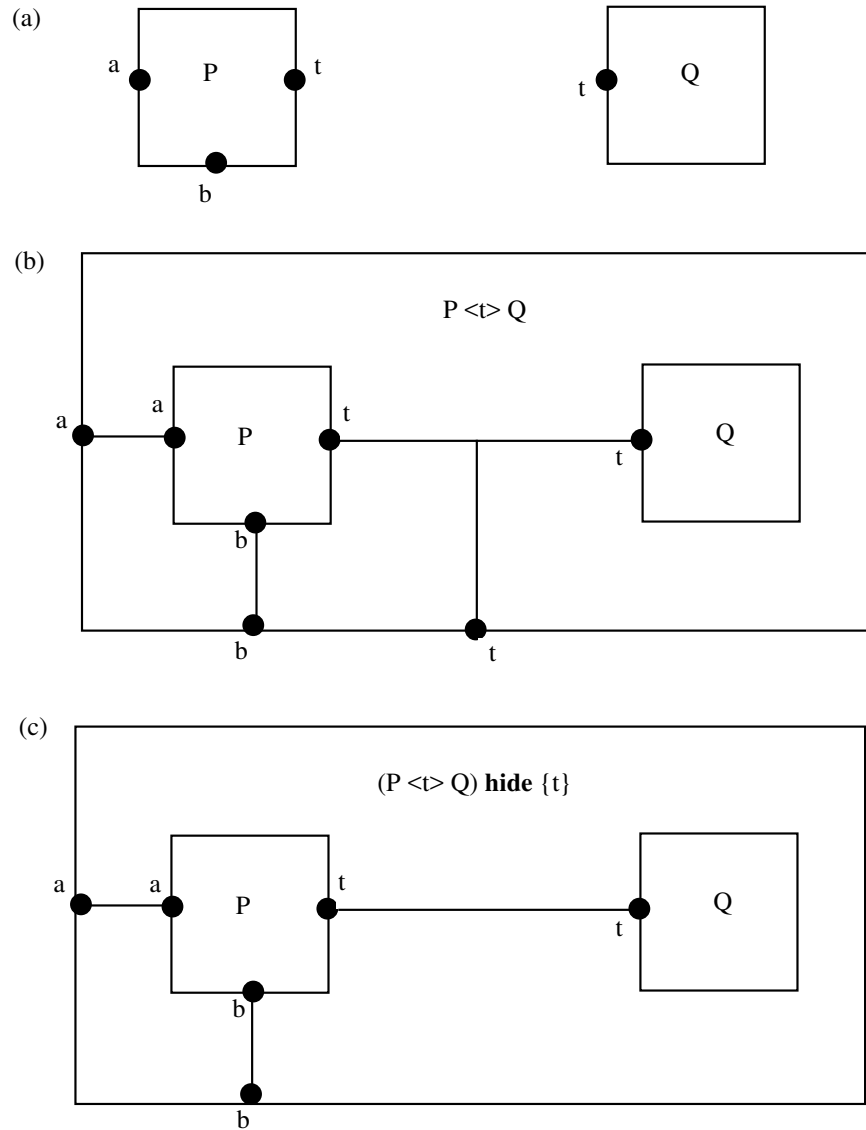 (a)
a P t
b
t Q
(b)
P <t> Q
a a P t
b
t Q
b t
(c)
(P <t> Q) hide {t}
a a P t
b
t Q
b